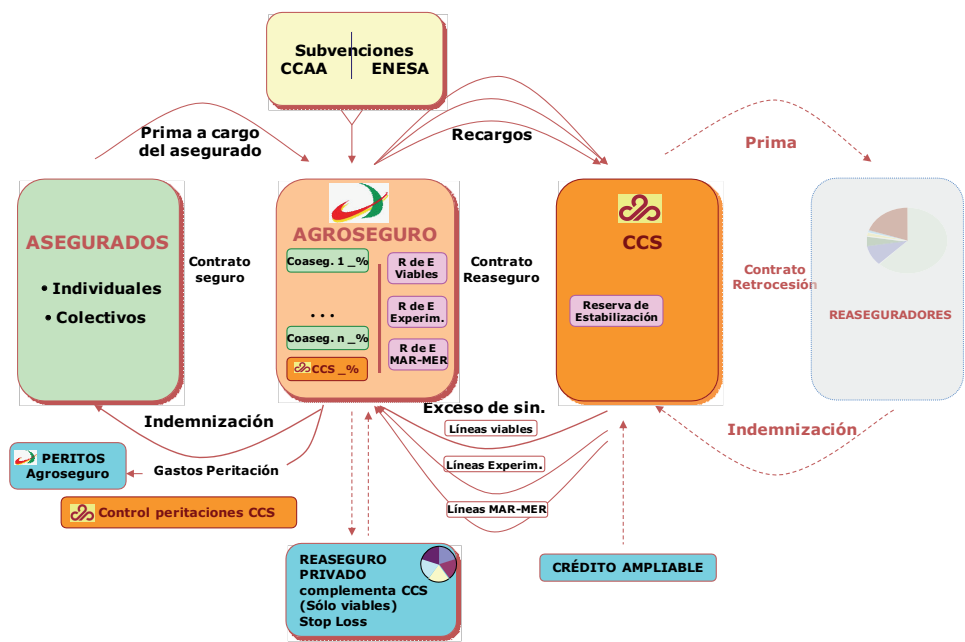 Subvenciones
CCAA ENESA
Prima a cargo
del asegurado
Recargos
Prima
ASEGURADOS
• Individuales
• Colectivos
Contrato
seguro
AGROSEGURO
Coaseg. 1 _%
...
Coaseg. n _%
CCS _%
R de E
Viables
R de E
Experim.
R de E
MAR-MER
Contrato
Reaseguro
CCS
Reserva de
Estabilización
Contrato
Retrocesión
REASEGURADORES
Indemnización
Exceso de sin.
Líneas viables
Líneas Experim.
Líneas MAR-MER
Indemnización
PERITOS
Agroseguro
Gastos Peritación
Control peritaciones CCS
REASEGURO
PRIVADO
complementa CCS
(Sólo viables)
Stop Loss
CRÉDITO AMPLIABLE